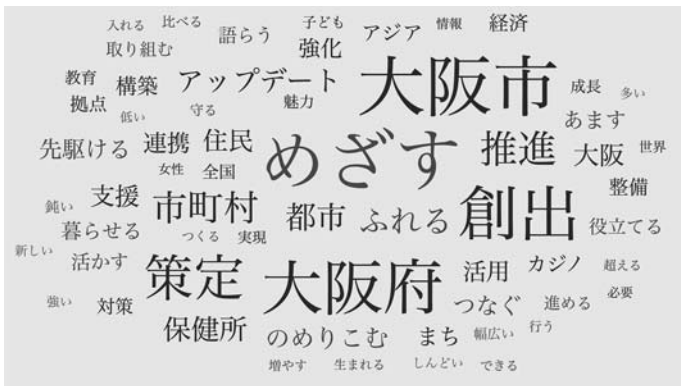 入れる 比べる 語らう 子ども アジア 情報 経済
取り組む 強化
教育 構築 アップデート 大阪市 成長 多い
拠点 低い 守る 魅力 あます
先駆ける 連携 住民 めざす 推進 大阪 世界
女性 全国
鈍い 支援 市町村 都市 ふれる 創出 整備
暮らせる つくる 実現 役立てる
新しい 活かす 策定 大阪府 活用 カジノ 超える
強い 対策 つなぐ 進める 必要
保健所 のめりこむ まち 幅広い 行う
増やす 生まれる しんどい できる